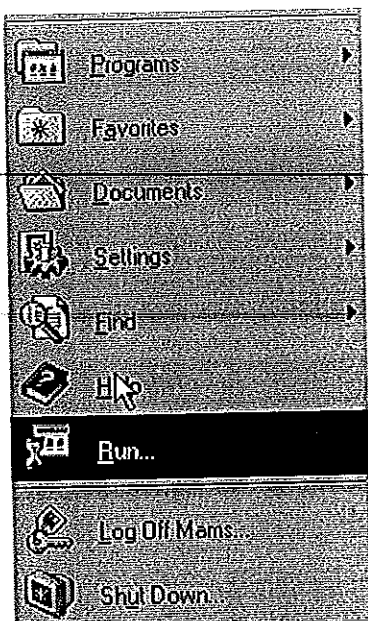 Programs
Favorites
Documents
Settings
Find
Run...
Log Off Mams...
Shut Down...